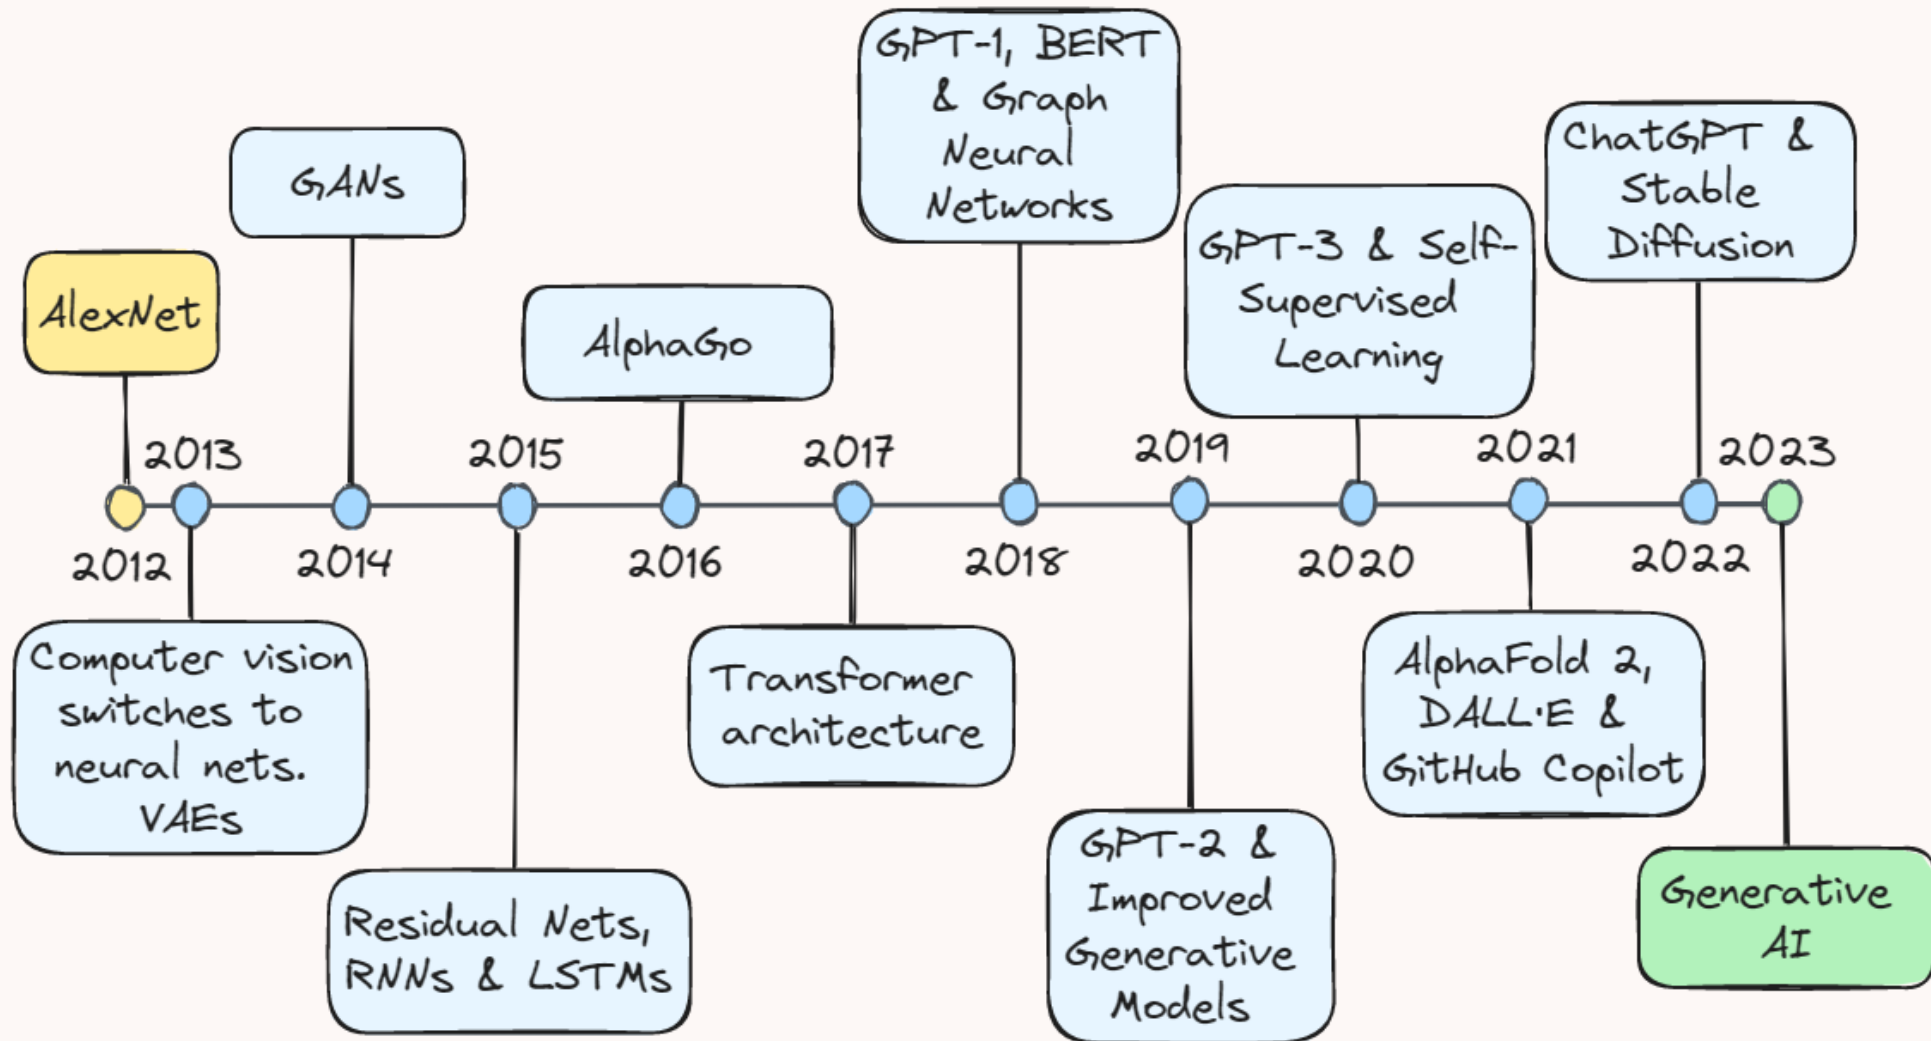 GPT-1, BERT
& Graph
Neural
Networks
GANs
ChatGPT &
Stable
Diffusion
AlexNet
AlphaGo
GPT-3 & Self-
Supervised
Learning
2013
2015
2017
2019
2021
2023
2012
2014
2016
2018
2020
2022
Computer vision
switches to
neural nets.
VAEs
Transformer
architecture
AlphaFold 2,
DALL·E &
GitHub Copilot
Residual Nets,
RNNs & LSTMs
GPT-2 &
Improved
Generative
Models
Generative
AI